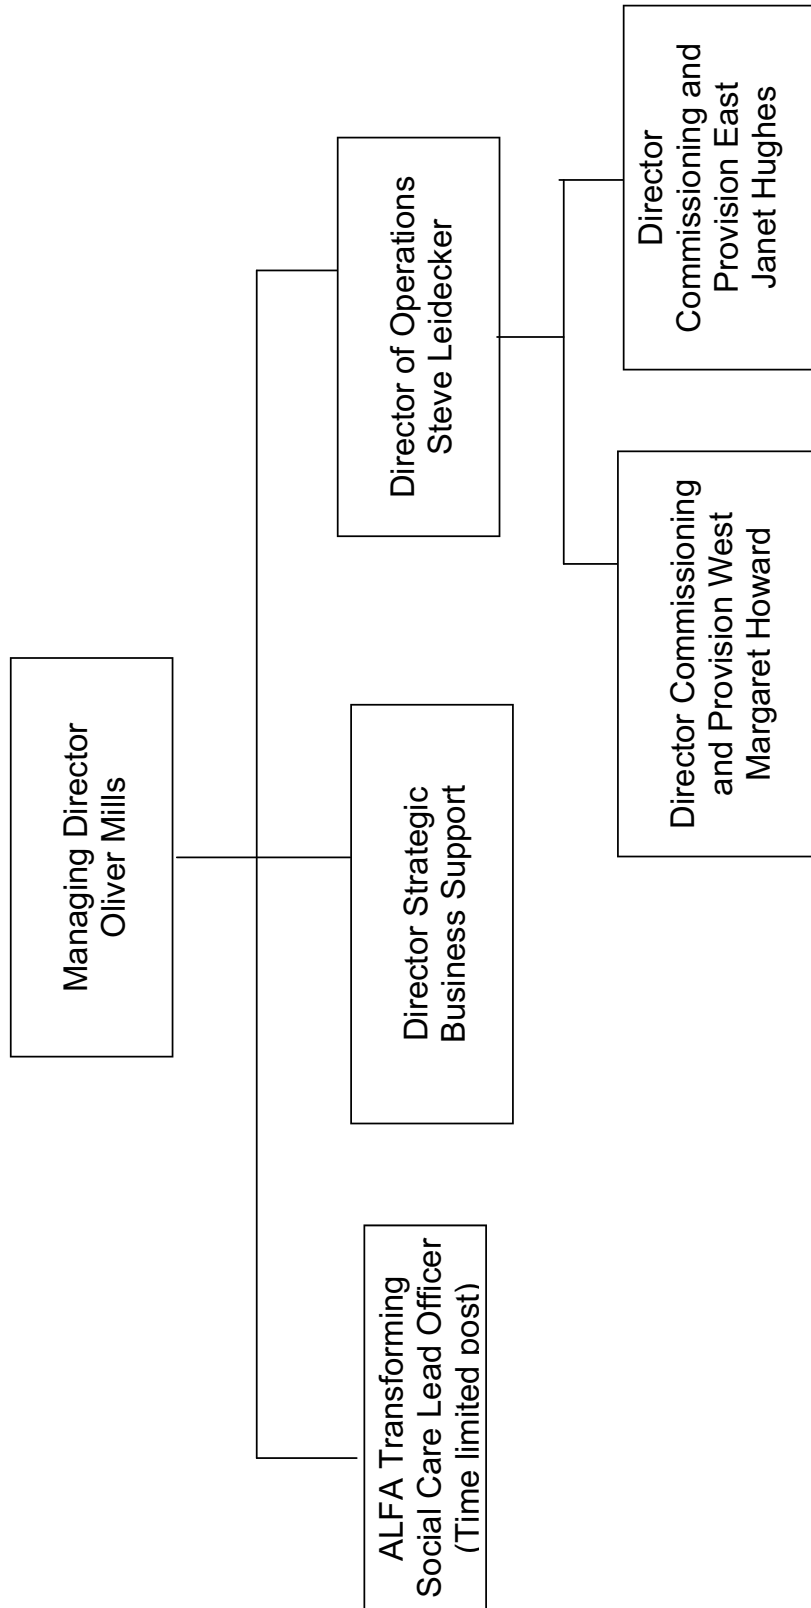 Managing Director
Oliver Mills
ALFA Transforming
Social Care Lead Officer
(Time limited post)
Director Strategic
Business Support
Director of Operations
Steve Leidecker
Director Commissioning
and Provision West
Margaret Howard
Director
Commissioning and
Provision East
Janet Hughes